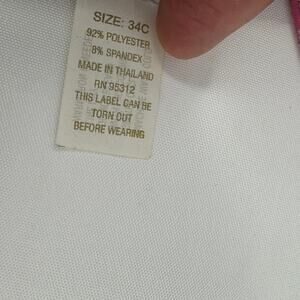 SIZE: 34C
92% POLYESTER
8% SPANDEX
MADE IN THAILAND
RN 95312
THIS LABEL CAN BE
TORN OUT
BEFORE WEARING